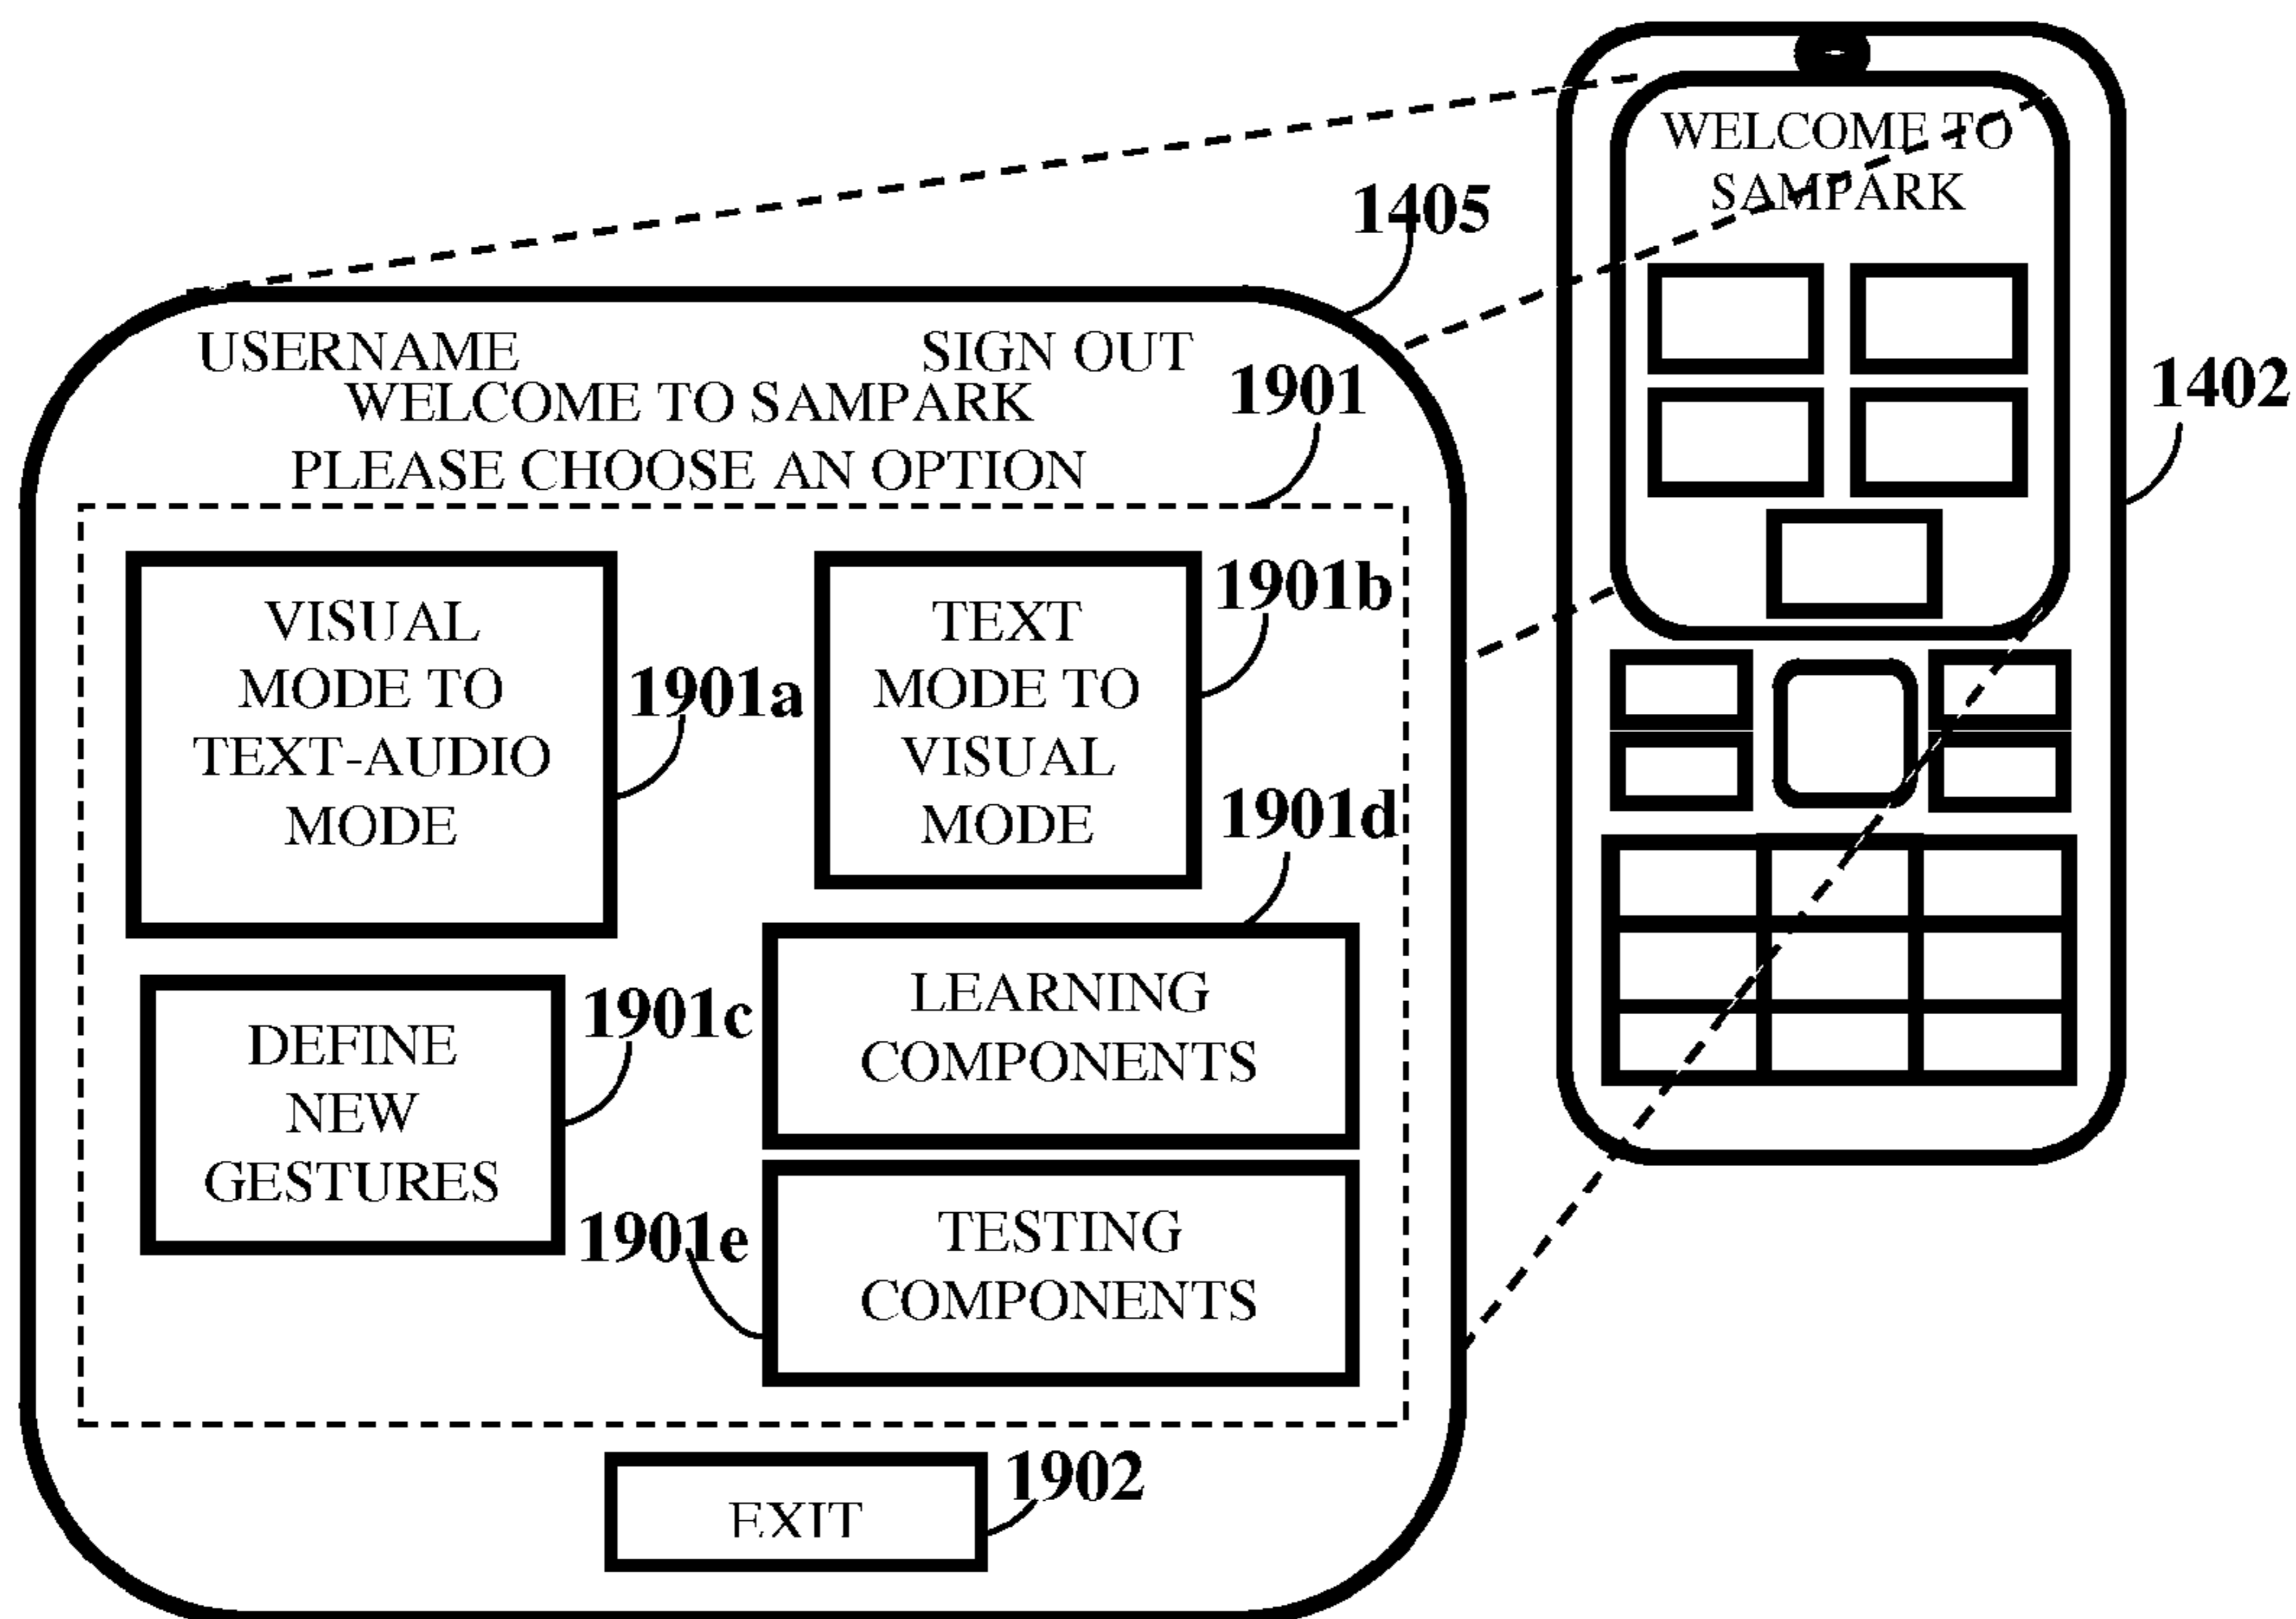 WELCOME TO
SAMPARK
1405
1402
USERNAME
SIGN OUT
WELCOME TO SAMPARK
1901
PLEASE CHOOSE AN OPTION
VISUAL
MODE TO
TEXT-AUDIO
MODE
1901a
TEXT
MODE TO
VISUAL
MODE
1901b
DEFINE
NEW
GESTURES
1901c
LEARNING
COMPONENTS
1901d
TESTING
COMPONENTS
1901e
EXIT
1902